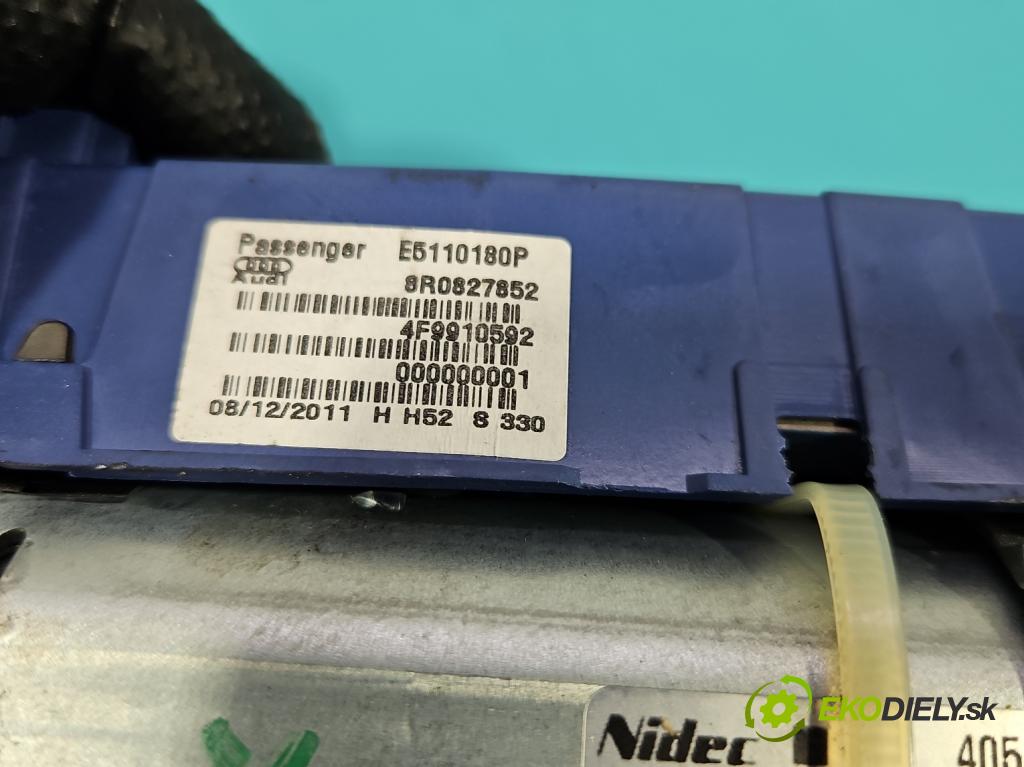 Passenger E5110180P
Audi 8R0827852
4F9910592
000000001
08/12/2011 H H52 S 330
Nidec
405
EKODIELY.sk